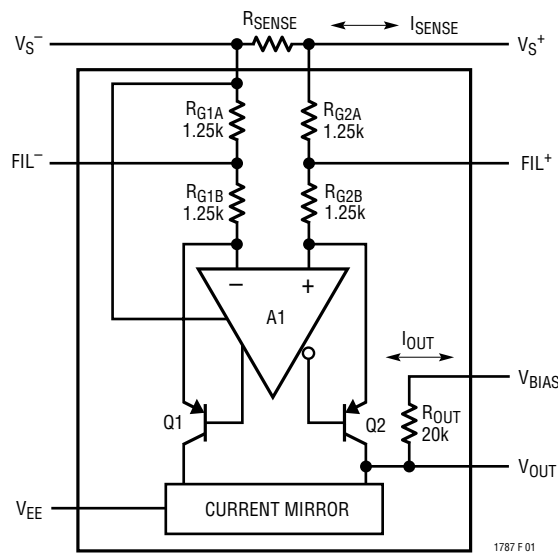 RSENSE
ISENSE
VS–
VS+
RG1A
1.25k
RG2A
1.25k
FIL–
FIL+
RG1B
1.25k
RG2B
1.25k
– +
A1
IOUT
VBIAS
Q1
Q2
ROUT
20k
VOUT
VEE
CURRENT MIRROR
1787 F 01